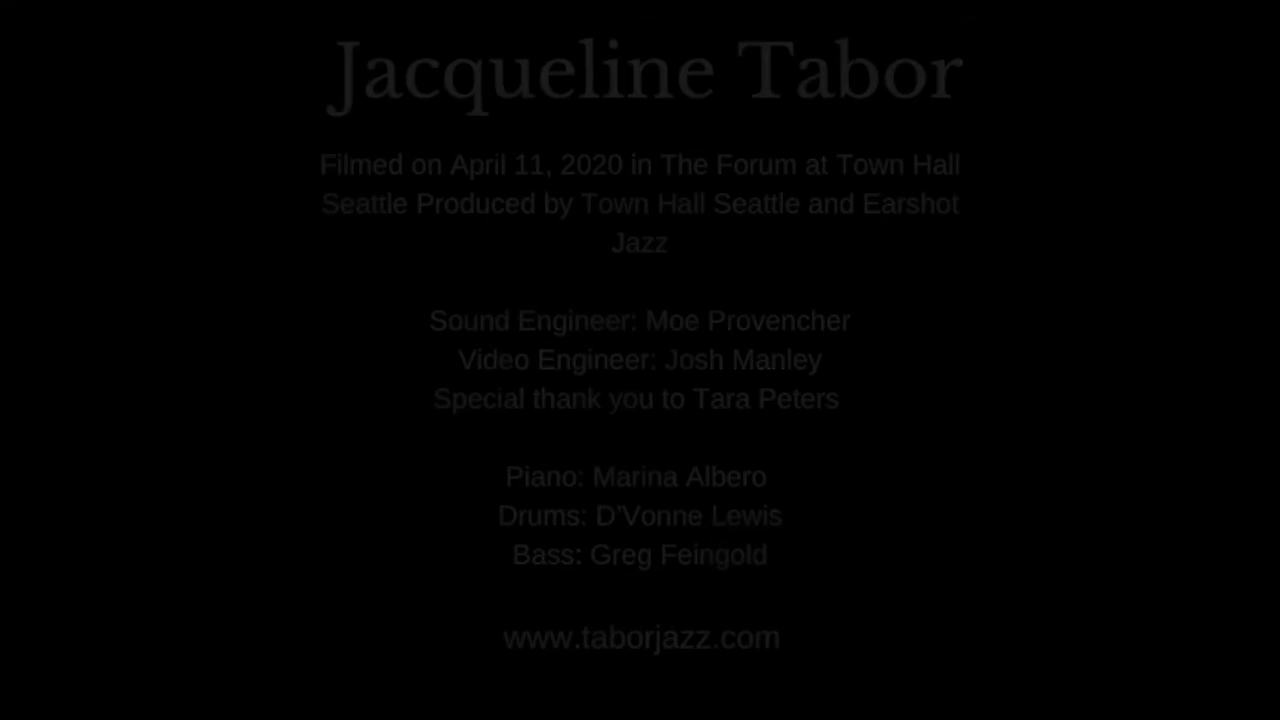 Jacqueline Tabor
Filmed on April 11, 2020 in The Forum at Town Hall
Seattle Produced by Town Hall Seattle and Earshot
Jazz
Sound Engineer: Moe Provencher
Video Engineer: Josh Manley
Special thank you to Tara Peters
Piano: Marina Albero
Drums: D'Vonne Lewis
Bass: Greg Feingold
www.taborjazz.com